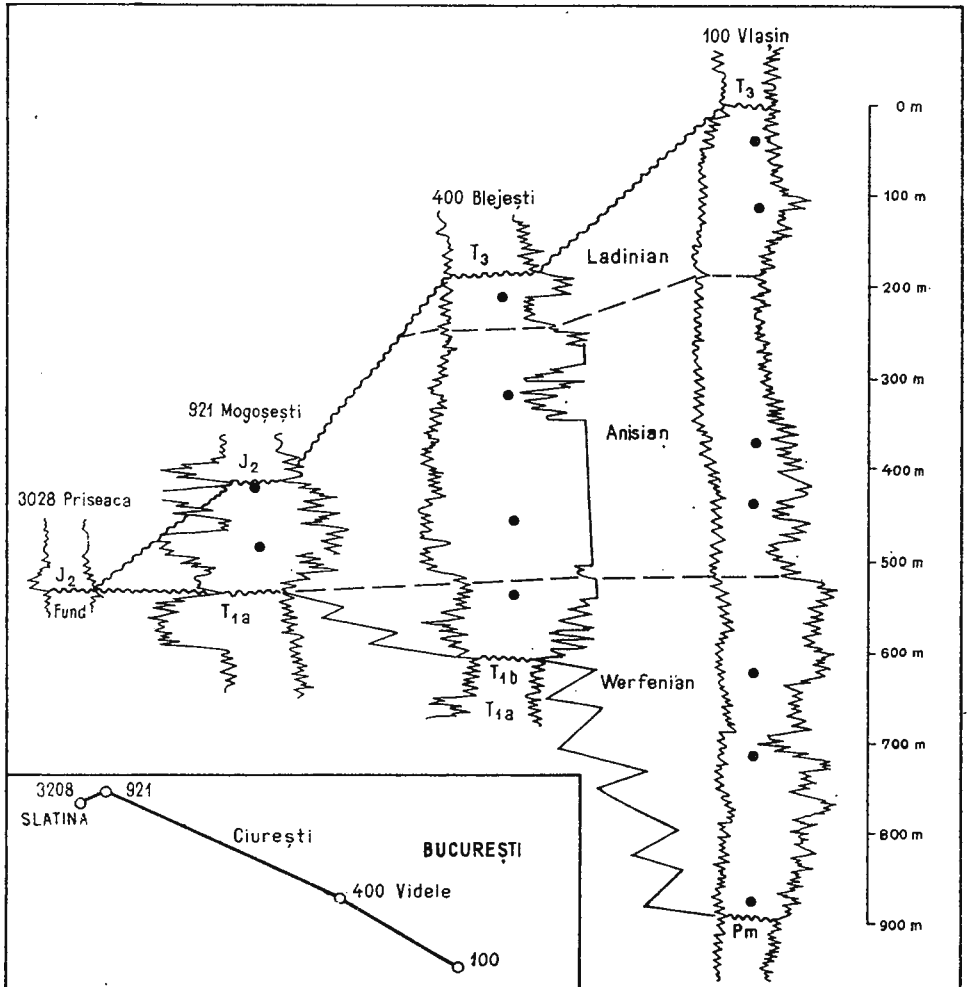 100 Vlașin
T3
0 m
100 m
400 Blejești
T3
Ladinian
200 m
300 m
921 Mogoșești
Anisian
J2
400 m
3028 Priseaca
500 m
J2
Fund
T1a
600 m
T1b
Werfenian
T1a
700 m
3208
921
SLATINA
Ciurești
BUCUREȘTI
800 m
400 Videle
900 m
Pm
100